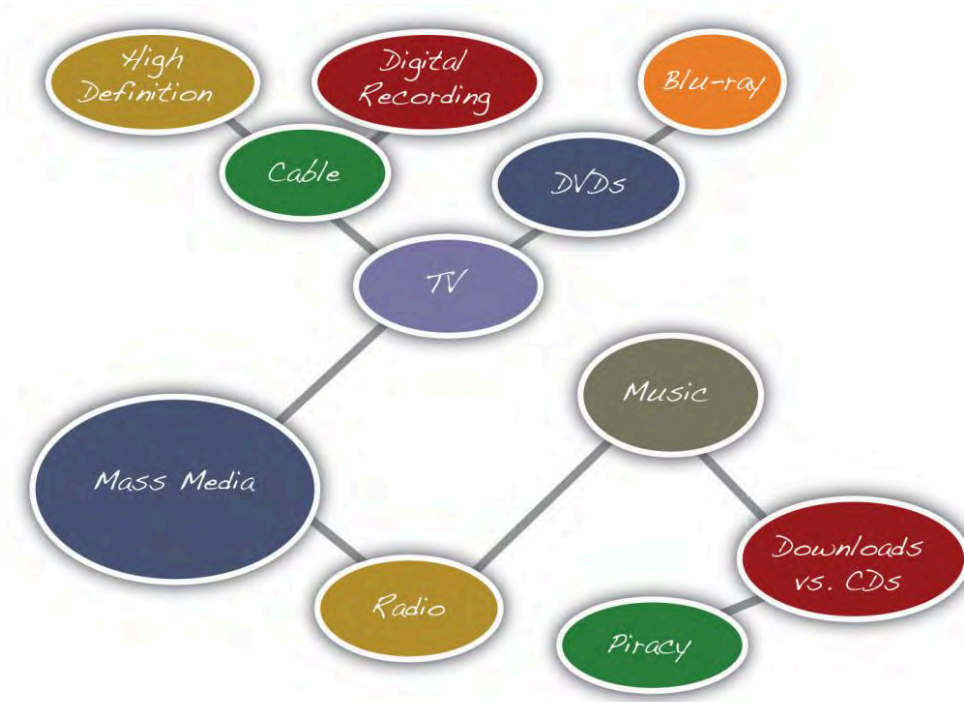 High
Definition
Digital
Recording
Blu-ray
Cable
DVDs
TV
Music
Mass Media
Downloads
vs. CDs
Radio
Piracy